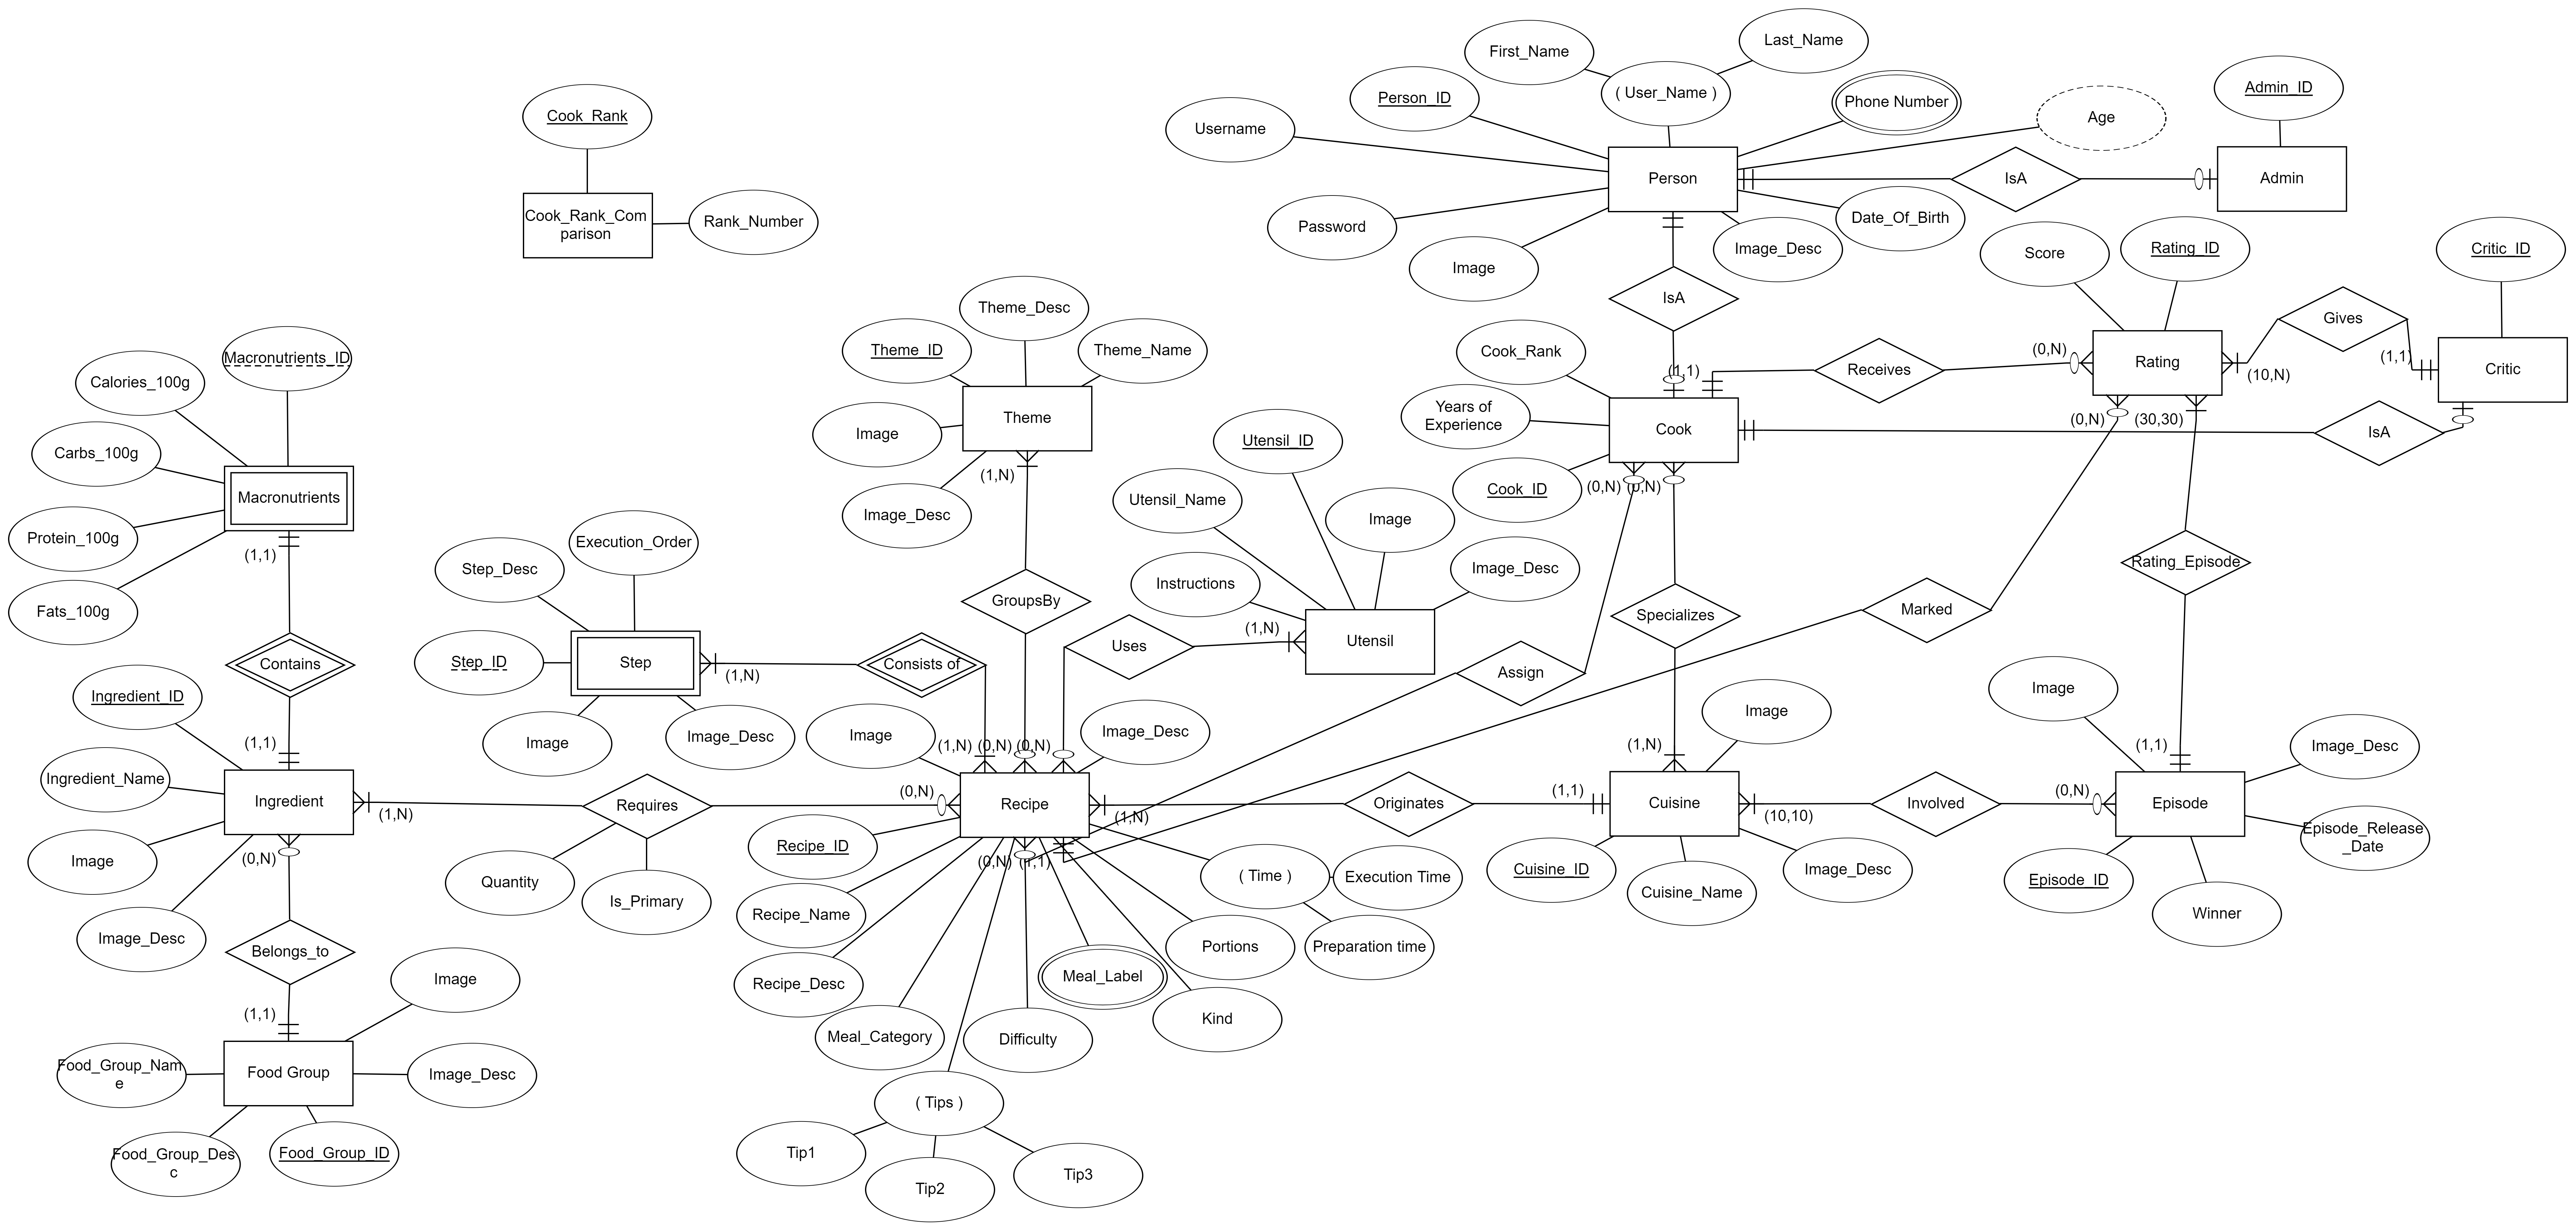 First_Name
Last_Name
( User_Name )
Person_ID
Phone Number
Username
Age
Admin_ID
Person
IsA
Admin
Password
Image
Image_Desc
Date_Of_Birth
Cook_Rank
Cook_Rank_Com
parison
Rank_Number
IsA
Score
Rating_ID
Critic_ID
Gives
Theme_Desc
Theme_ID
Theme_Name
Image
Theme
Image_Desc
(1,N)
Cook_Rank
Years of
Experience
Cook_ID
(1,1)
Cook
(0,N)
(0,N)
Receives
(0,N)
Rating
(10,N)
(1,1)
Critic
(0,N)
(30,30)
IsA
Macronutrients_ID
Calories_100g
Carbs_100g
Macronutrients
Protein_100g
Fats_100g
(1,1)
Contains
(1,1)
Step_Desc
Execution_Order
Step_ID
Step
Image
Image_Desc
(1,N)
Consists of
GroupsBy
Utensil_ID
Utensil_Name
Image
Instructions
Image_Desc
Uses
(1,N)
Utensil
Assign
Specializes
Marked
Rating_Episode
Ingredient_ID
Ingredient_Name
Ingredient
Image
Image_Desc
(1,N)
(0,N)
Requires
Quantity
Is_Primary
(0,N)
Image
Image_Desc
(1,N)
(0,N)
(0,N)
Recipe
(1,N)
(0,N)
(1,1)
Recipe_ID
Recipe_Name
Recipe_Desc
Meal_Category
Difficulty
Meal_Label
Kind
Portions
( Time )
Execution Time
Preparation time
( Tips )
Tip1
Tip2
Tip3
Originates
(1,1)
(1,N)
Image
Cuisine
(10,10)
Cuisine_ID
Cuisine_Name
Image_Desc
Involved
(0,N)
(1,1)
Image
Image_Desc
Episode
Episode_Release
_Date
Episode_ID
Winner
Belongs_to
(1,1)
Image
Food_Group_Nam
e
Food Group
Image_Desc
Food_Group_Des
c
Food_Group_ID